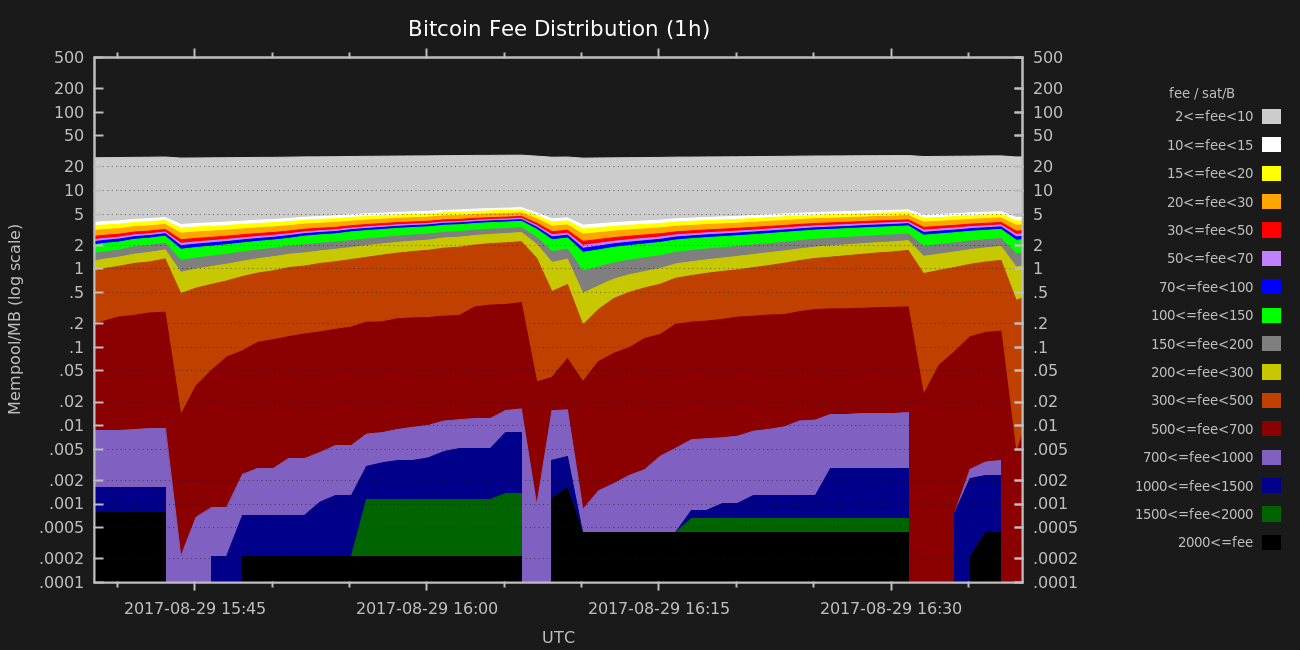 Bitcoin Fee Distribution (1h)
Mempool/MB (log scale)
500
200
100
50
20
10
5
2
1
.5
.2
.1
.05
.02
.01
.005
.002
.001
.0005
.0002
.0001
500
200
100
50
20
10
5
2
1
.5
.2
.1
.05
.02
.01
.005
.002
.001
.0005
.0002
.0001
2017-08-29 15:45 2017-08-29 16:00 2017-08-29 16:15 2017-08-29 16:30
UTC
fee / sat/B
2<=fee<10
10<=fee<15
15<=fee<20
20<=fee<30
30<=fee<50
50<=fee<70
70<=fee<100
100<=fee<150
150<=fee<200
200<=fee<300
300<=fee<500
500<=fee<700
700<=fee<1000
1000<=fee<1500
1500<=fee<2000
2000<=fee